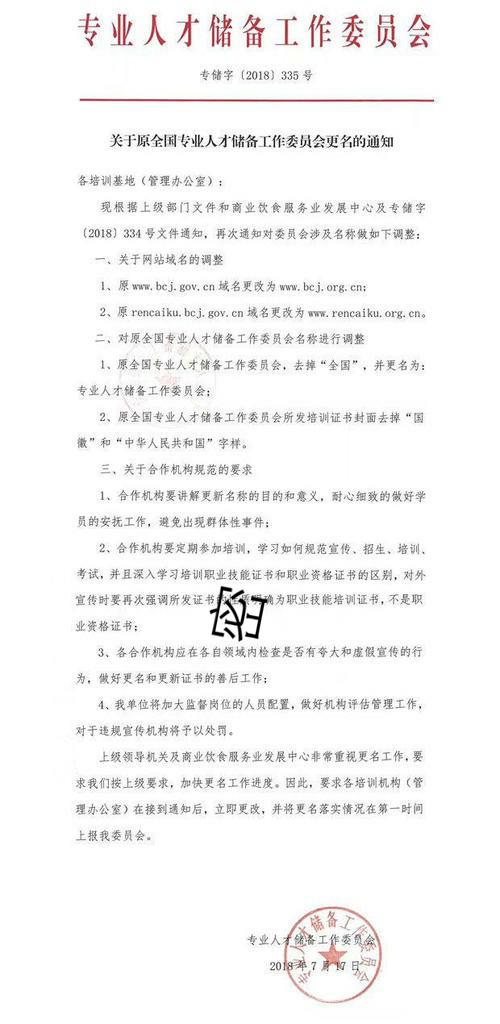 专业人才储备工作委员会
专储字〔2018〕335 号
关于原全国专业人才储备工作委员会更名的通知
各培训基地（管理办公室）：
现根据上级部门文件和商业饮食服务业发展中心及专储字
〔2018〕334 号文件通知，再次通知对委员会涉及名称做如下调整：
一、关于网站域名的调整
1、原 www.bcj.gov.cn 域名更改为 www.bcj.org.cn;
2、原 rencaiku.bcj.gov.cn 域名更改为 www.rencaiku.org.cn。
二、对原全国专业人才储备工作委员会名称进行调整
1、原全国专业人才储备工作委员会，去掉“全国”，并更名为：
专业人才储备工作委员会；
2、原全国专业人才储备工作委员会所发培训证书封面去掉“国
徽”和“中华人民共和国”字样。
三、关于合作机构规范的要求
1、合作机构要讲解更新名称的目的和意义，耐心细致的做好学
员的安抚工作，避免出现群体性事件；
2、合作机构要定期参加培训，学习如何规范宣传、招生、培训、
考试，并且深入学习培训职业技能证书和职业资格证书的区别，对外
宣传时要再次强调所发证书的明确为职业技能培训证书，不是职
业资格证书；
密
3、各合作机构应在各自领域内检查是否有夸大和虚假宣传的行
为，做好更名和更新证书的善后工作；
4、我单位将加大监督岗位的人员配置，做好机构评估管理工作，
对于违规宣传机构将予以处罚。
上级领导机关及商业饮食服务业发展中心非常重视更名工作，要
求我们按上级要求，加快更名工作进度。因此，要求各培训机构（管
理办公室）在接到通知后，立即更改，并将更名落实情况在第一时间
上报我委员会。
专业人才储备工作委员会
2018 年 7 月 17 日
专业人才储备工作委员会